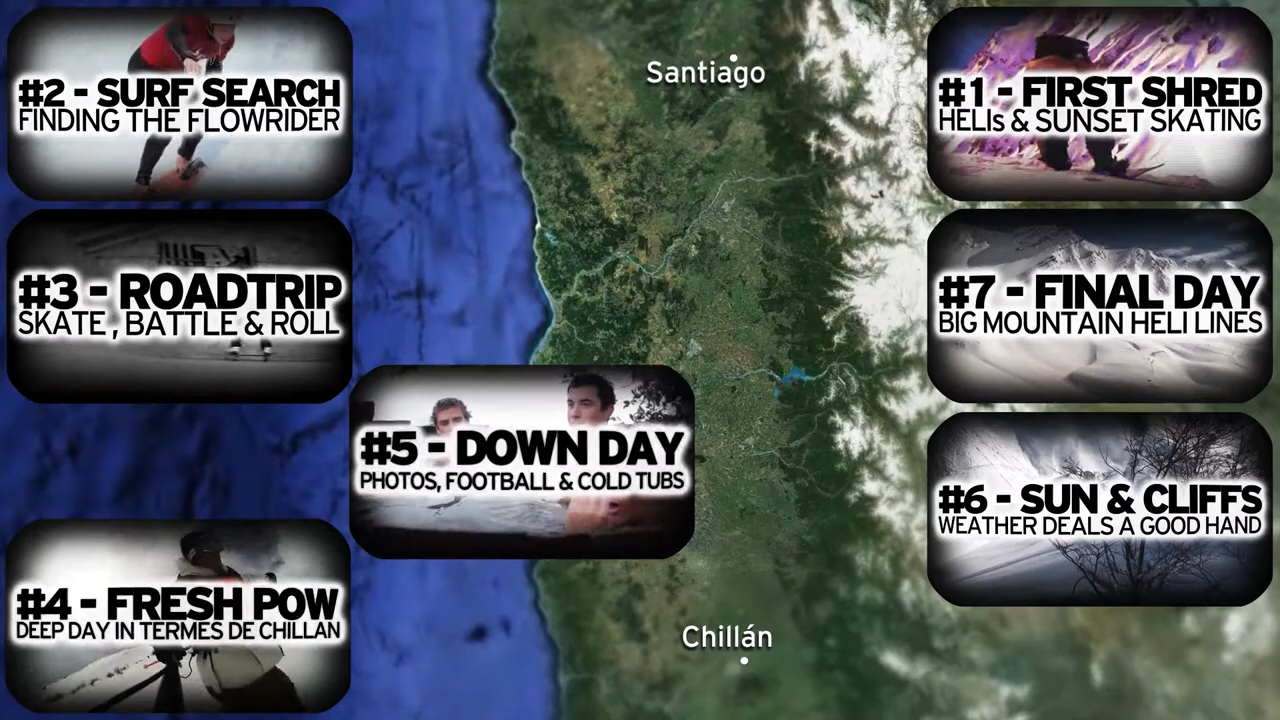 #2 - SURF SEARCH
FINDING THE FLOWRIDER
Santiago
#1 - FIRST SHRED
HELIs & SUNSET SKATING
#3 - ROADTRIP
SKATE, BATTLE & ROLL
#7 - FINAL DAY
BIG MOUNTAIN HELI LINES
#5 - DOWN DAY
PHOTOS, FOOTBALL & COLD TUBS
#6 - SUN & CLIFFS
WEATHER DEALS A GOOD HAND
#4 - FRESH POW
DEEP DAY IN TERMES DE CHILLAN
Chillán